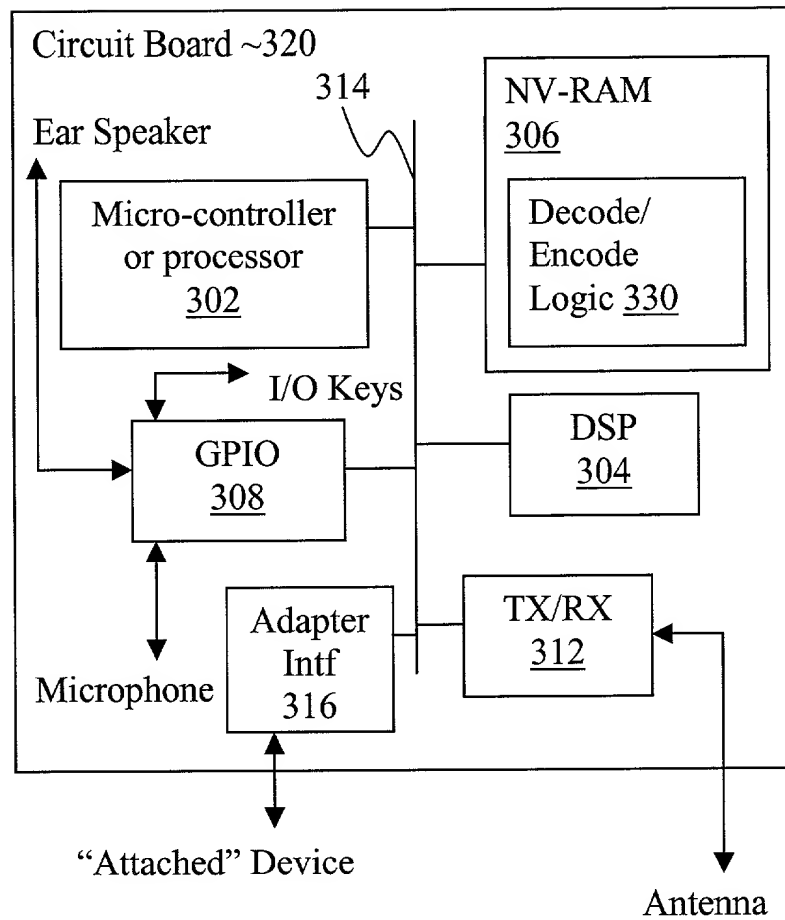 Circuit Board ~320
314
Ear Speaker
Micro-controller
or processor
302
NV-RAM
306
Decode/
Encode
Logic 330
I/O Keys
GPIO
308
DSP
304
Adapter
Intf
316
TX/RX
312
Microphone
“Attached” Device
Antenna